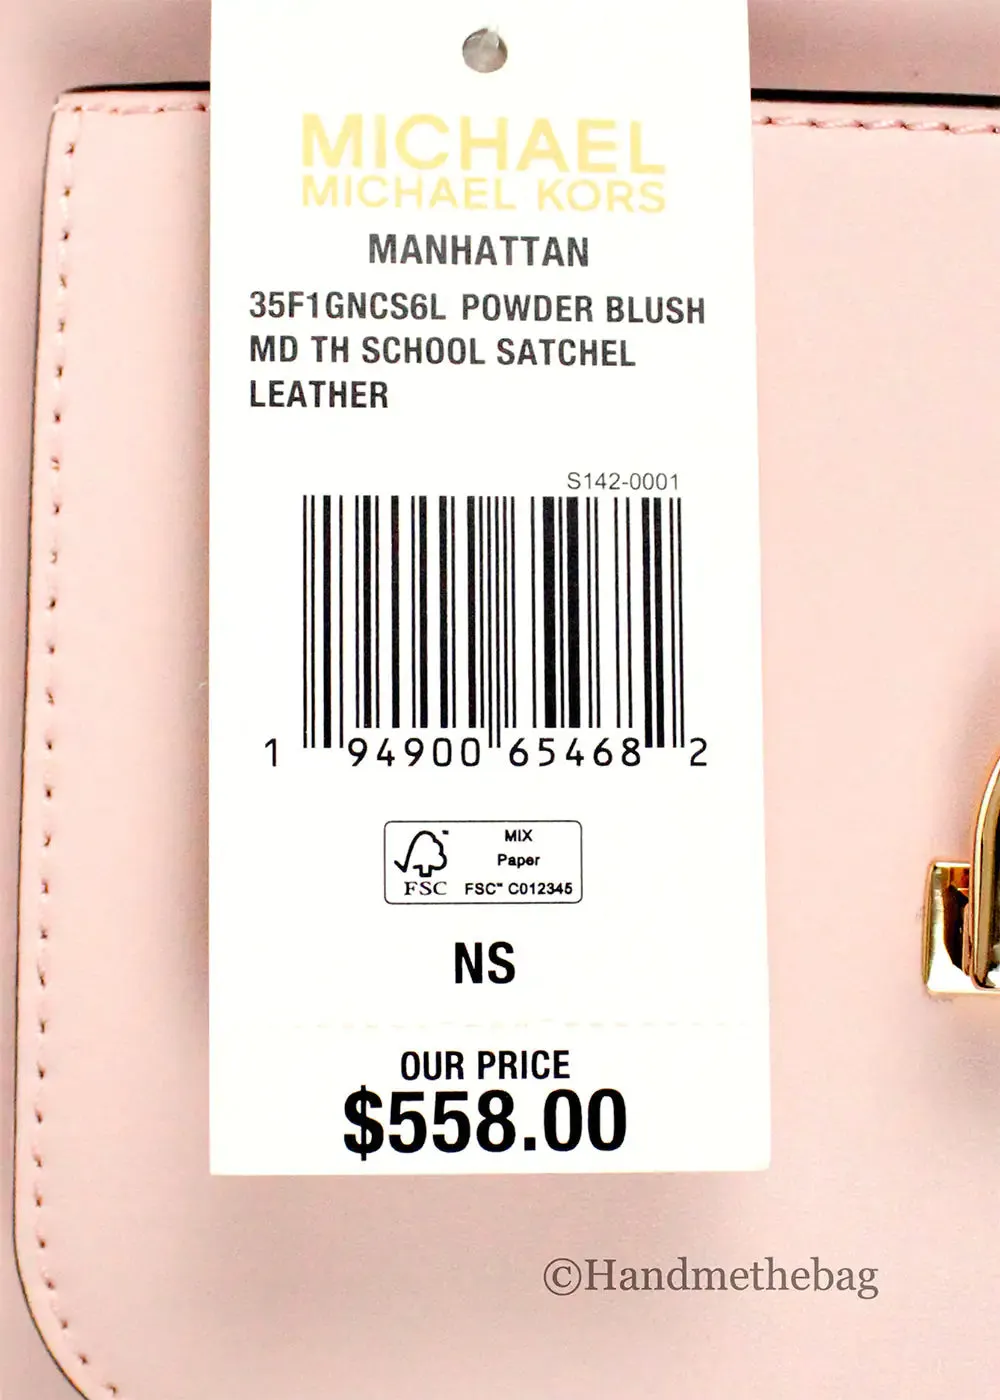 MICHAEL
MICHAEL KORS
MANHATTAN
35F1GNCS6L POWDER BLUSH
MD TH SCHOOL SATCHEL
LEATHER
S142-0001
1 94900 65468 2
MIX
Paper
FSC FSC™ C012345
NS
OUR PRICE
$558.00
©Handmethebag